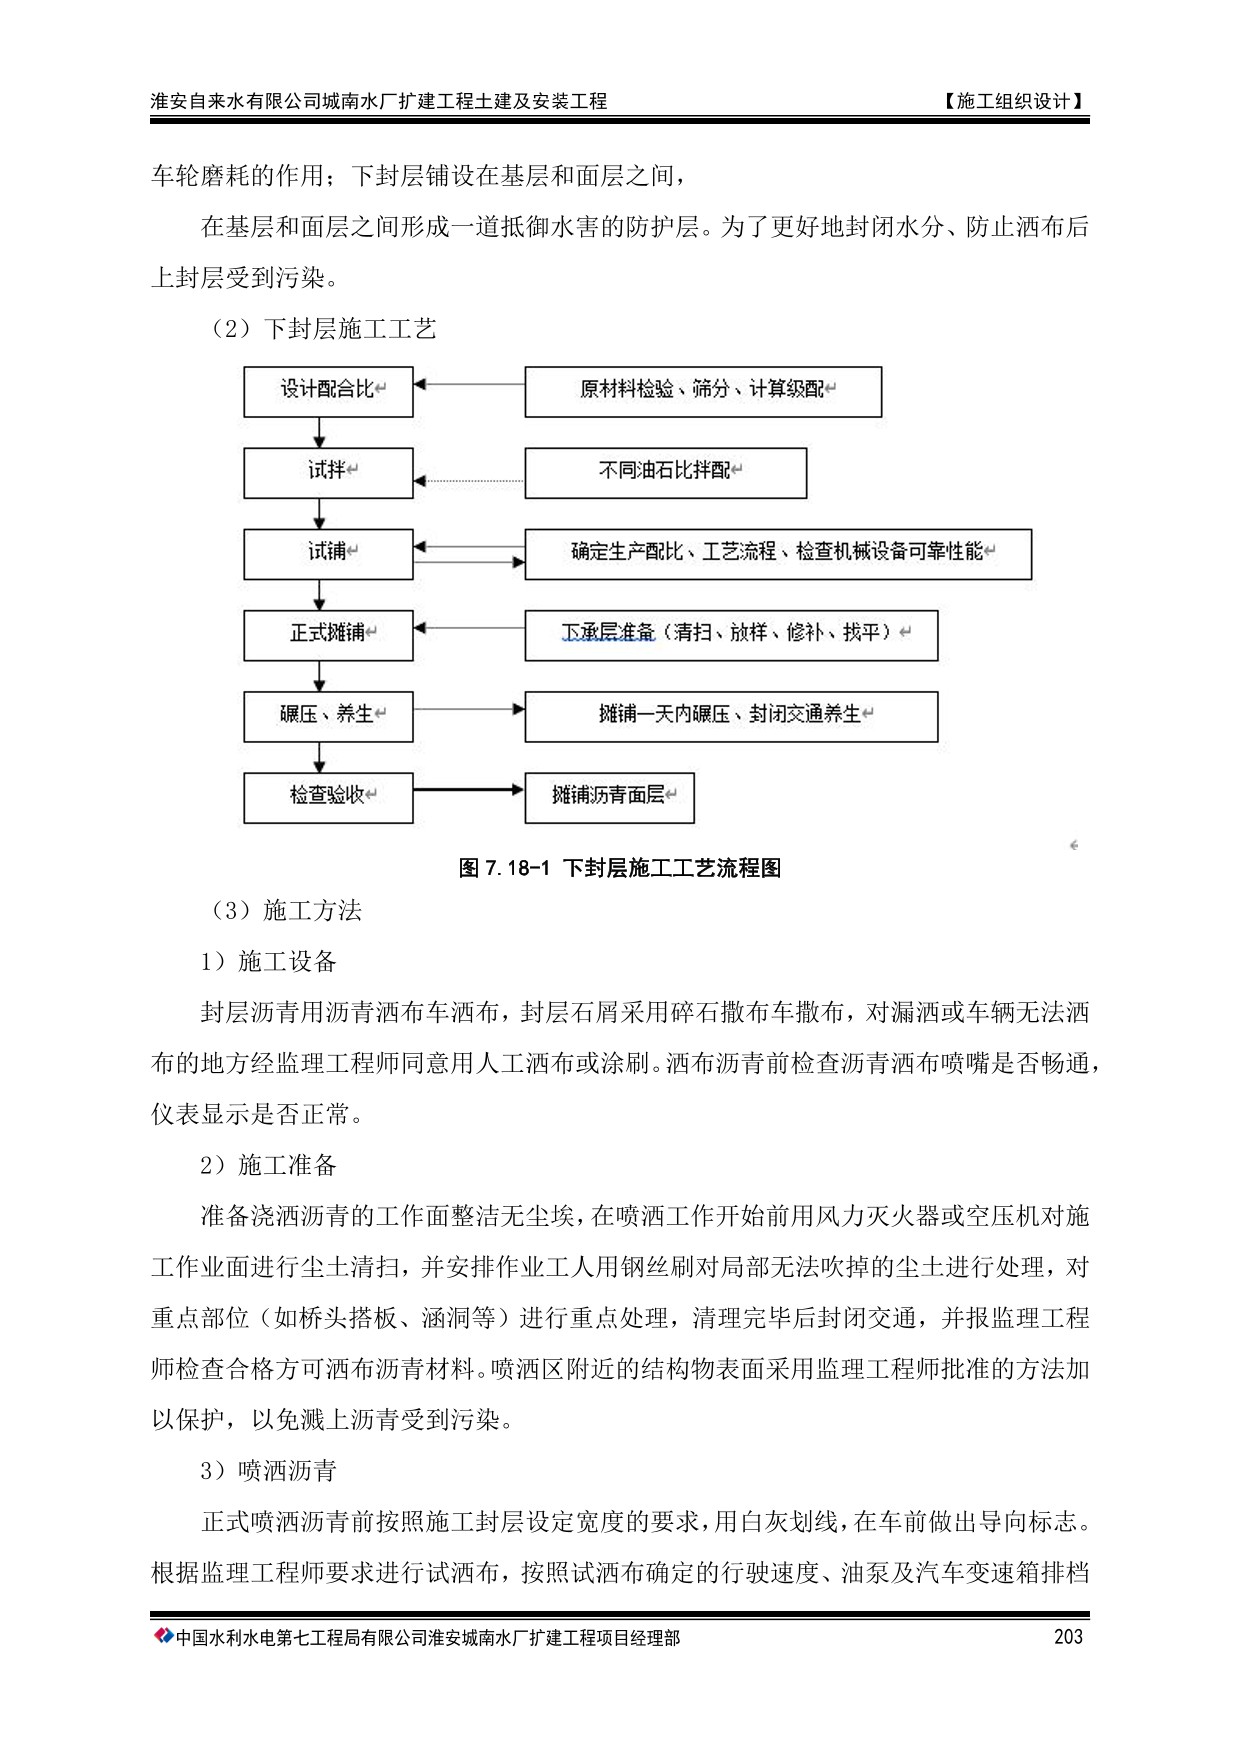 淮安自来水有限公司城南水厂扩建工程土建及安装工程 【施工组织设计】
车轮磨耗的作用；下封层铺设在基层和面层之间，
在基层和面层之间形成一道抵御水害的防护层。为了更好地封闭水分、防止洒布后
上封层受到污染。
（2）下封层施工工艺
设计配合比 原材料检验、筛分、计算级配
试拌 不同油石比拌配
试铺 确定生产配比、工艺流程、检查机械设备可靠性能
正式摊铺 下承层准备（清扫、放样、修补、找平）
碾压、养生 摊铺一天内碾压、封闭交通养生
检查验收 摊铺沥青面层
图 7.18-1 下封层施工工艺流程图
（3）施工方法
1）施工设备
封层沥青用沥青洒布车洒布，封层石屑采用碎石撒布车撒布，对漏洒或车辆无法洒
布的地方经监理工程师同意用人工洒布或涂刷。洒布沥青前检查沥青洒布喷嘴是否畅通，
仪表显示是否正常。
2）施工准备
准备浇洒沥青的工作面整洁无尘埃，在喷洒工作开始前用风力灭火器或空压机对施
工作业面进行尘土清扫，并安排作业工人用钢丝刷对局部无法吹掉的尘土进行处理，对
重点部位（如桥头搭板、涵洞等）进行重点处理，清理完毕后封闭交通，并报监理工程
师检查合格方可洒布沥青材料。喷洒区附近的结构物表面采用监理工程师批准的方法加
以保护，以免溅上沥青受到污染。
3）喷洒沥青
正式喷洒沥青前按照施工封层设定宽度的要求，用白灰划线，在车前做出导向标志。
根据监理工程师要求进行试洒布，按照试洒布确定的行驶速度、油泵及汽车变速箱排档
中国水利水电第七工程局有限公司淮安城南水厂扩建工程项目经理部 203